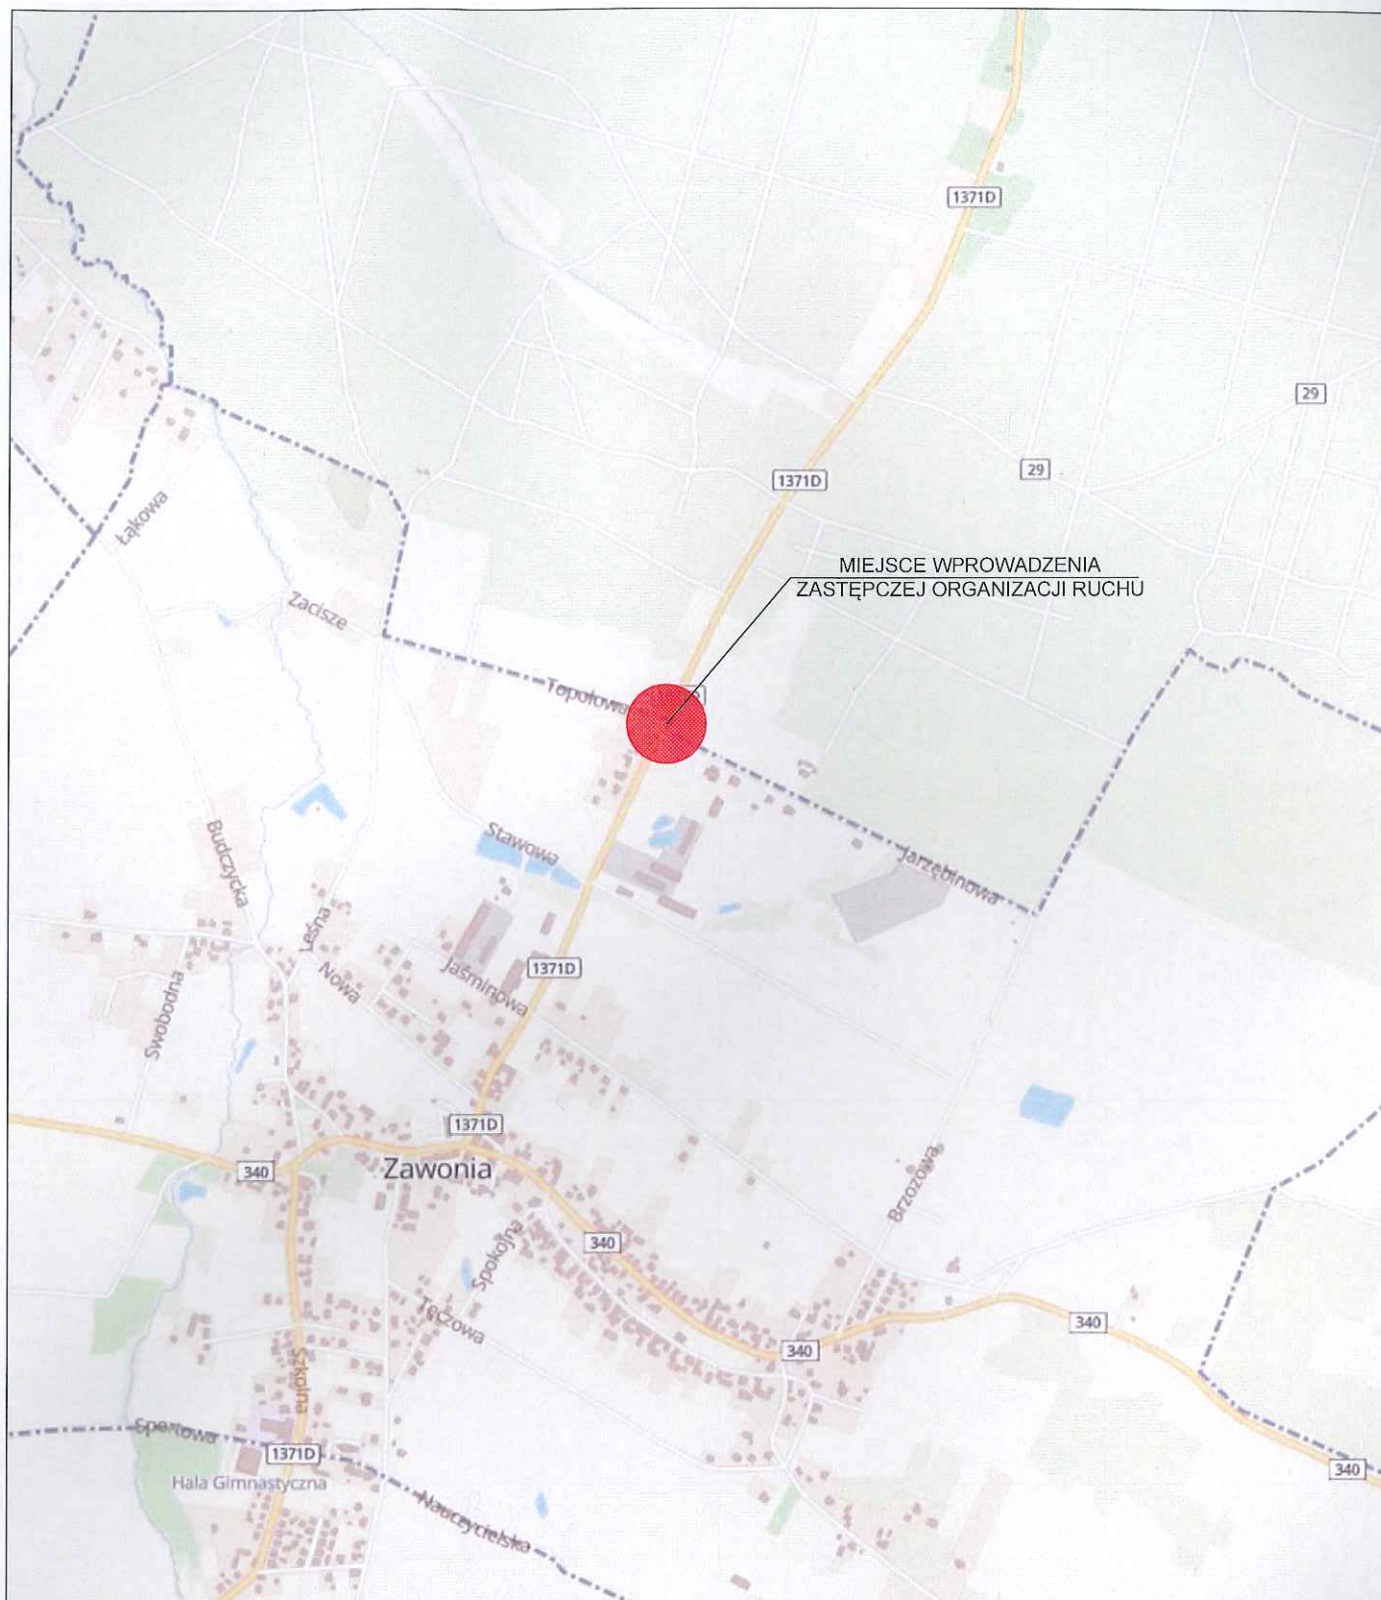 1371D
29
29
1371D
Łąkowa
MIEJSCE WPROWADZENIA
ZASTĘPCZEJ ORGANIZACJI RUCHU
Zacisze
Topolowa
Stawowa
Budczycka
Jarzębinowa
Leśna
Nowa
Jaśminowa
1371D
Swobodna
1371D
Zawonia
340
Brzozowa
Spokojna
340
Tęczowa
340
340
Szkolna
Sportowa
1371D
340
Hala Gimnastyczna
Nauczycielska